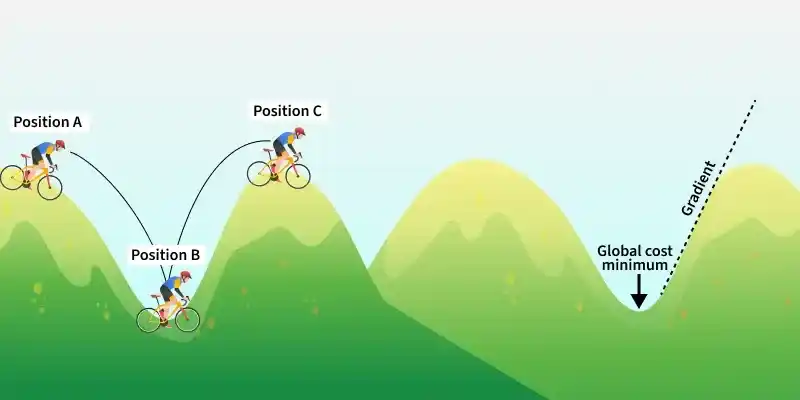 Position A
Position C
Position B
Gradient
Global cost
minimum